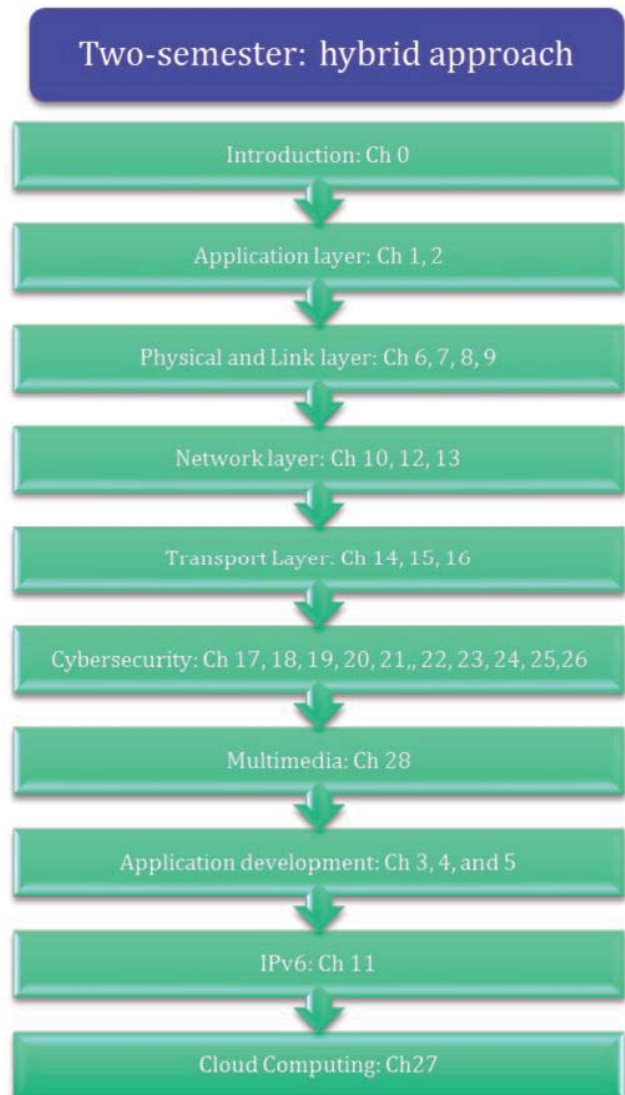 Two-semester: hybrid approach
Introduction: Ch 0
Application layer: Ch 1, 2
Physical and Link layer: Ch 6, 7, 8, 9
Network layer: Ch 10, 12, 13
Transport Layer: Ch 14, 15, 16
Cybersecurity: Ch 17, 18, 19, 20, 21,, 22, 23, 24, 25,26
Multimedia: Ch 28
Application development: Ch 3, 4, and 5
IPv6: Ch 11
Cloud Computing: Ch27